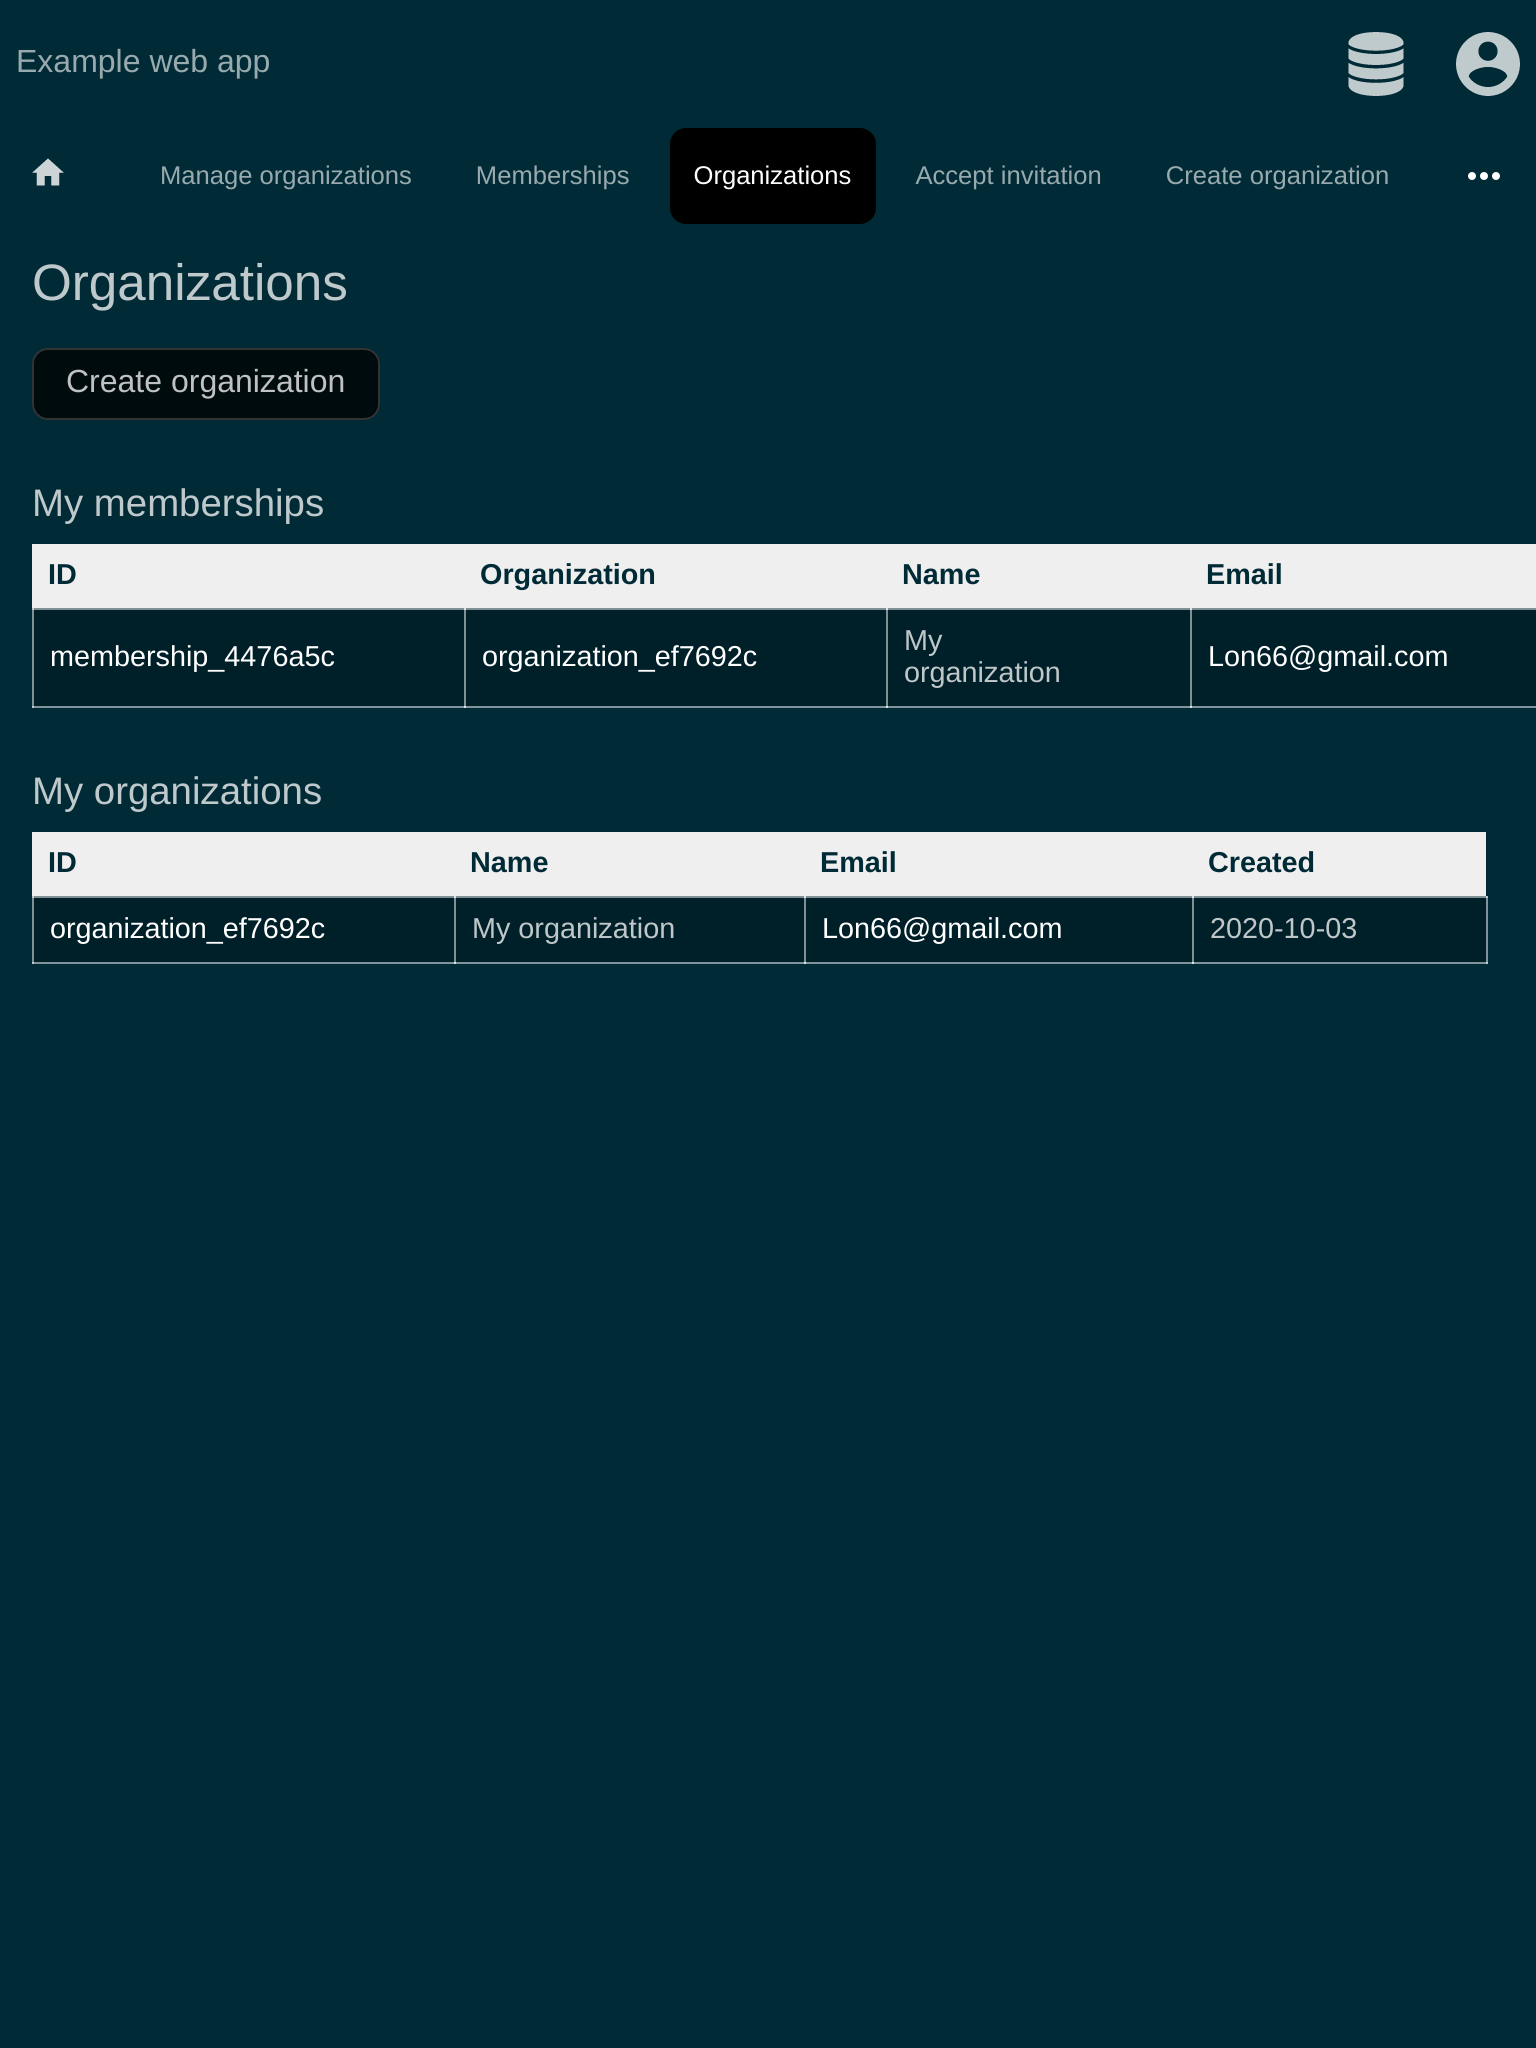 Example web app
Manage organizations Memberships Organizations Accept invitation Create organization
Organizations
Create organization
My memberships
ID Organization Name Email
membership_4476a5c organization_ef7692c My organization Lon66@gmail.com
My organizations
ID Name Email Created
organization_ef7692c My organization Lon66@gmail.com 2020-10-03